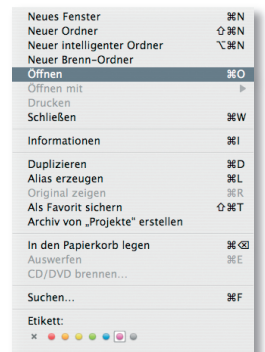 Neues Fenster ⌘N
Neuer Ordner ⇧⌘N
Neuer intelligenter Ordner ⌥⌘N
Neuer Brenn-Ordner
Öffnen ⌘O
Öffnen mit ▶
Drucken
Schließen ⌘W
Informationen ⌘I
Duplizieren ⌘D
Alias erzeugen ⌘L
Original zeigen ⌘R
Als Favorit sichern ⇧⌘T
Archiv von „Projekte“ erstellen
In den Papierkorb legen ⌘⌫
Auswerfen ⌘E
CD/DVD brennen...
Suchen... ⌘F
Etikett:
×